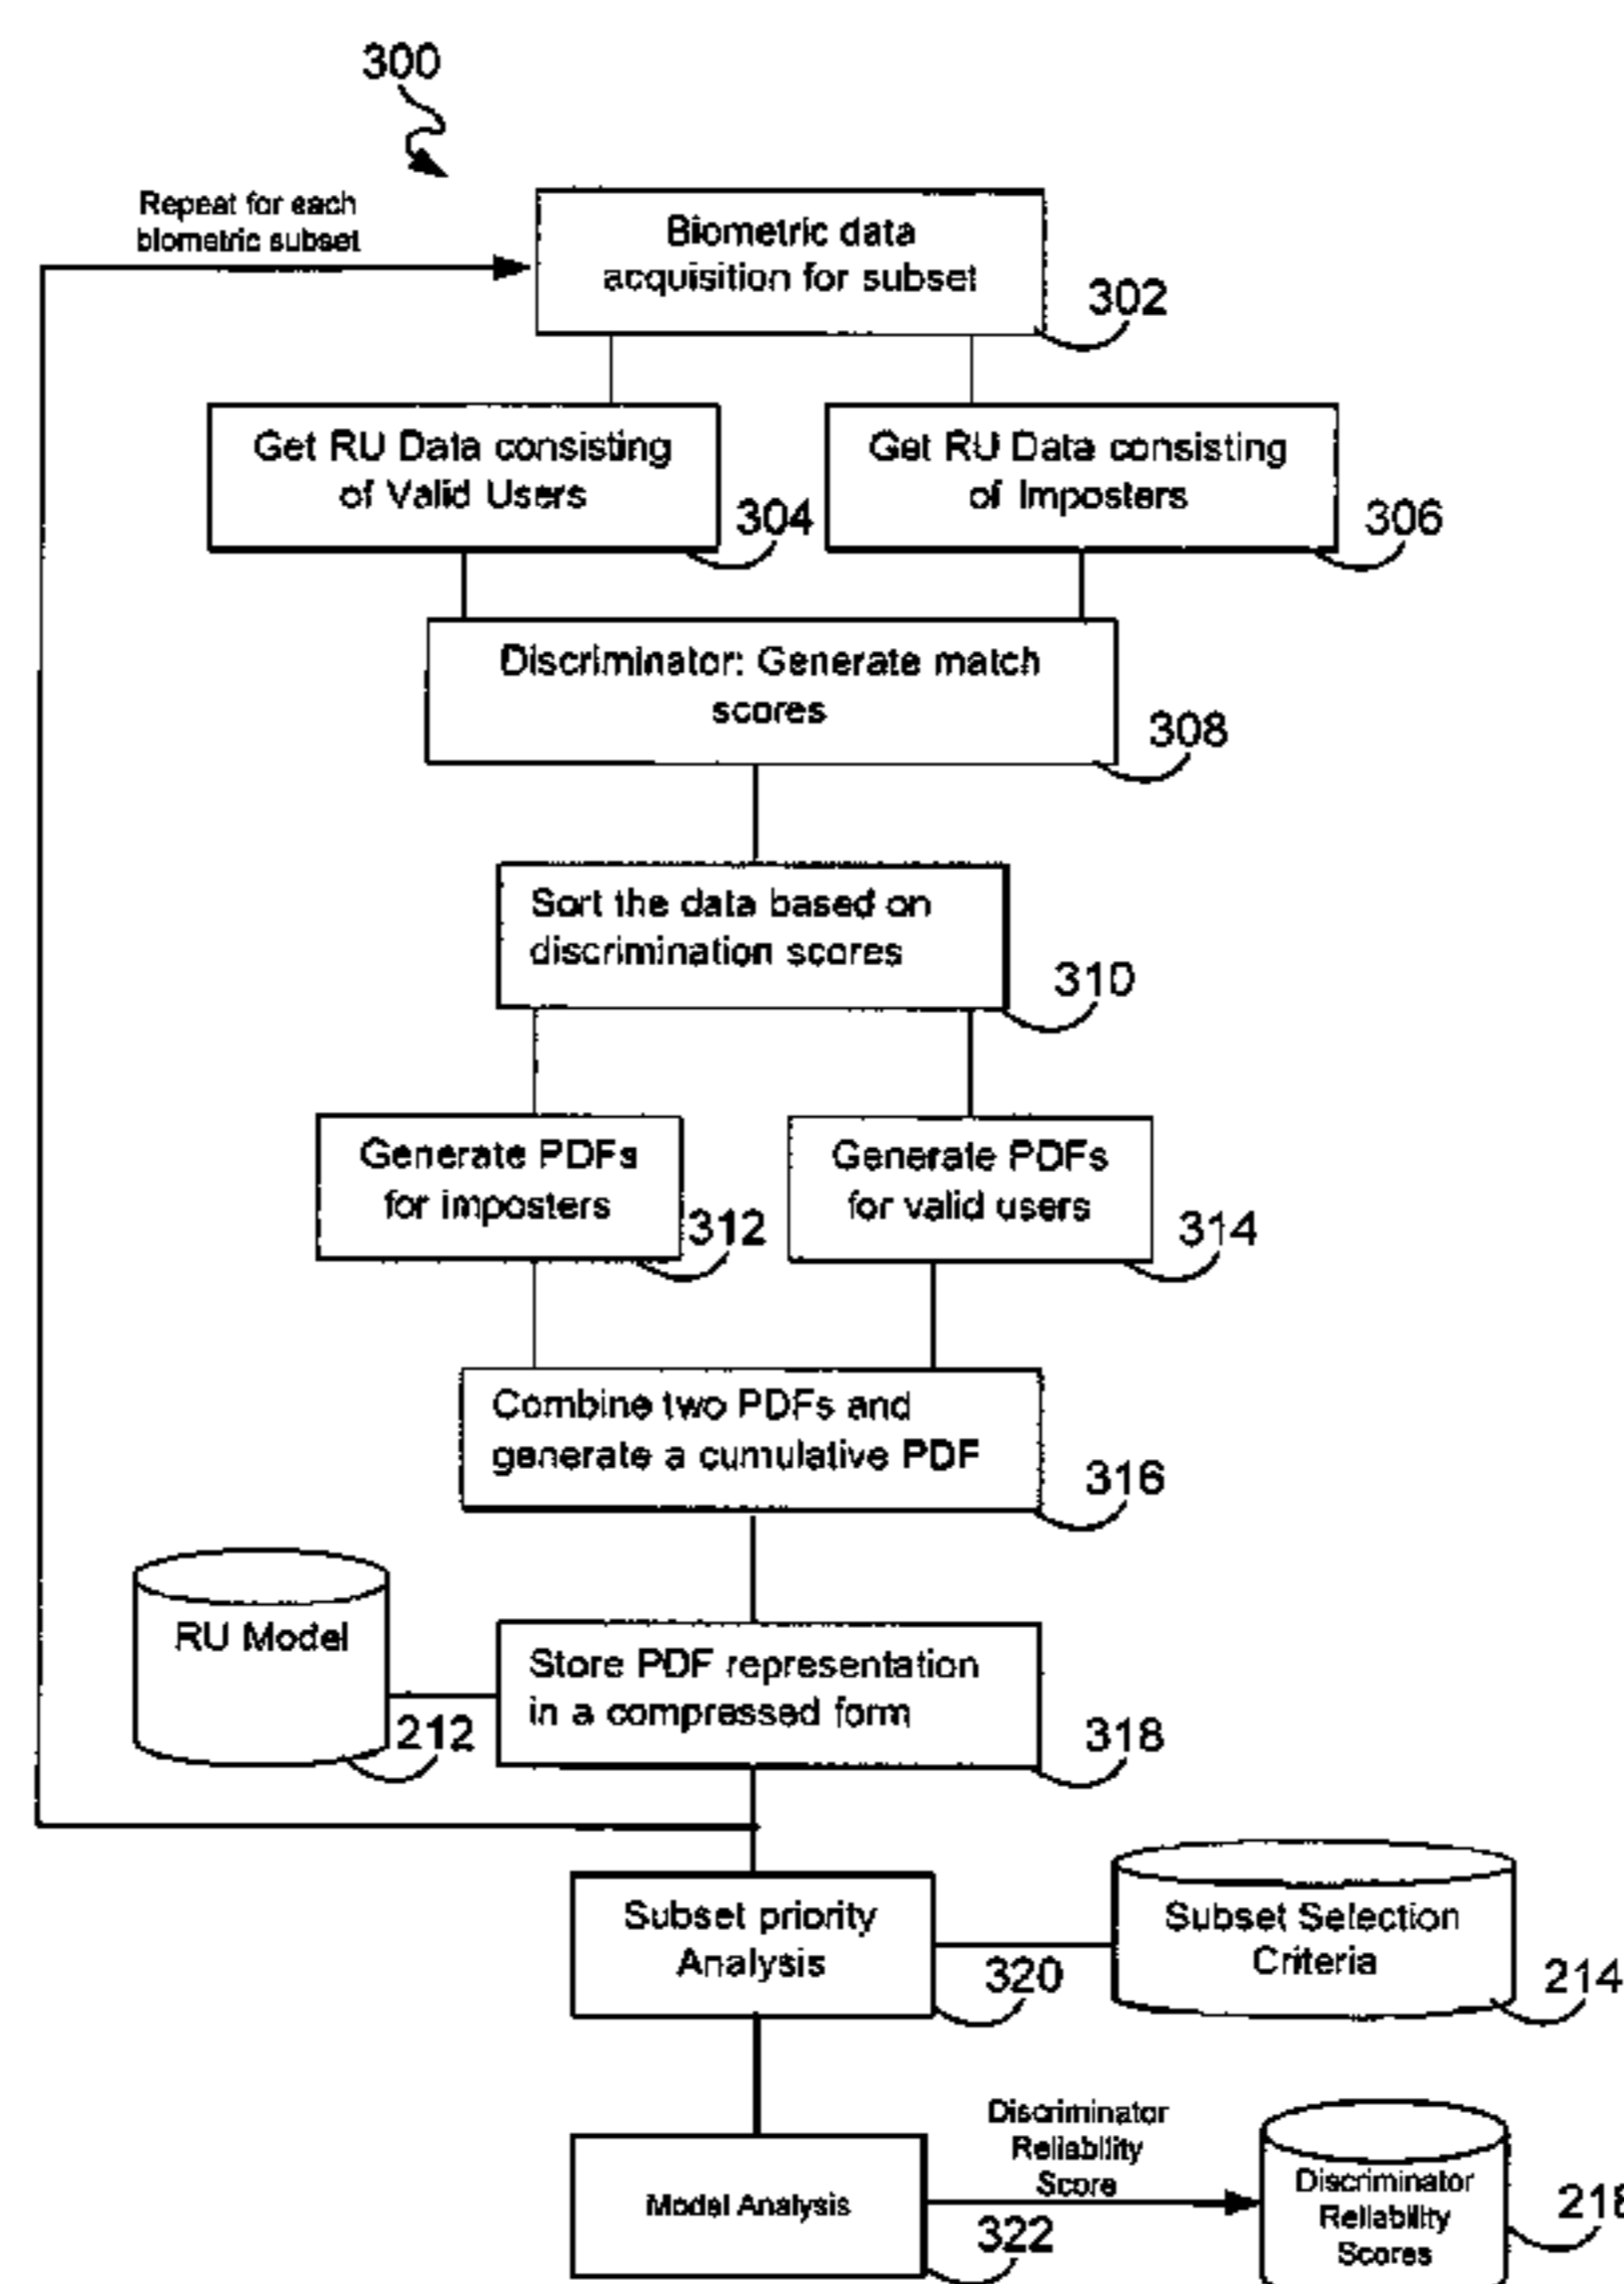 300
Repeat for each
biometric subset
Biometric data
acquisition for subset
302
Get RU Data consisting
of Valid Users
304
Get RU Data consisting
of Imposters
306
Discriminator: Generate match
scores
308
Sort the data based on
discrimination scores
310
Generate PDFs
for imposters
312
Generate PDFs
for valid users
314
Combine two PDFs and
generate a cumulative PDF
316
RU Model
212
Store PDF representation
in a compressed form
318
Subset priority
Analysis
320
Subset Selection
Criteria
214
Model Analysis
322
Discriminator
Reliability
Score
Discriminator
Reliability
Scores
218